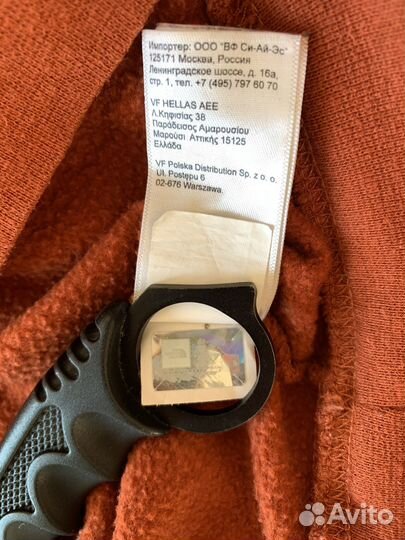 Импортер: ООО "ВФ Си-Ай-Эс"
125171 Москва, Россия
Ленинградское шоссе, д. 16а,
стр. 1, тел. +7 (495) 797 60 70
VF HELLAS AEE
Λ.Κηφισίας 38
Παράδεισος Αμαρουσίου
Μαρούσι Αττικής 15125
Ελλάδα
VF Polska Distribution Sp. z o. o.
Ul. Postępu 6
02-676 Warszawa
Avito